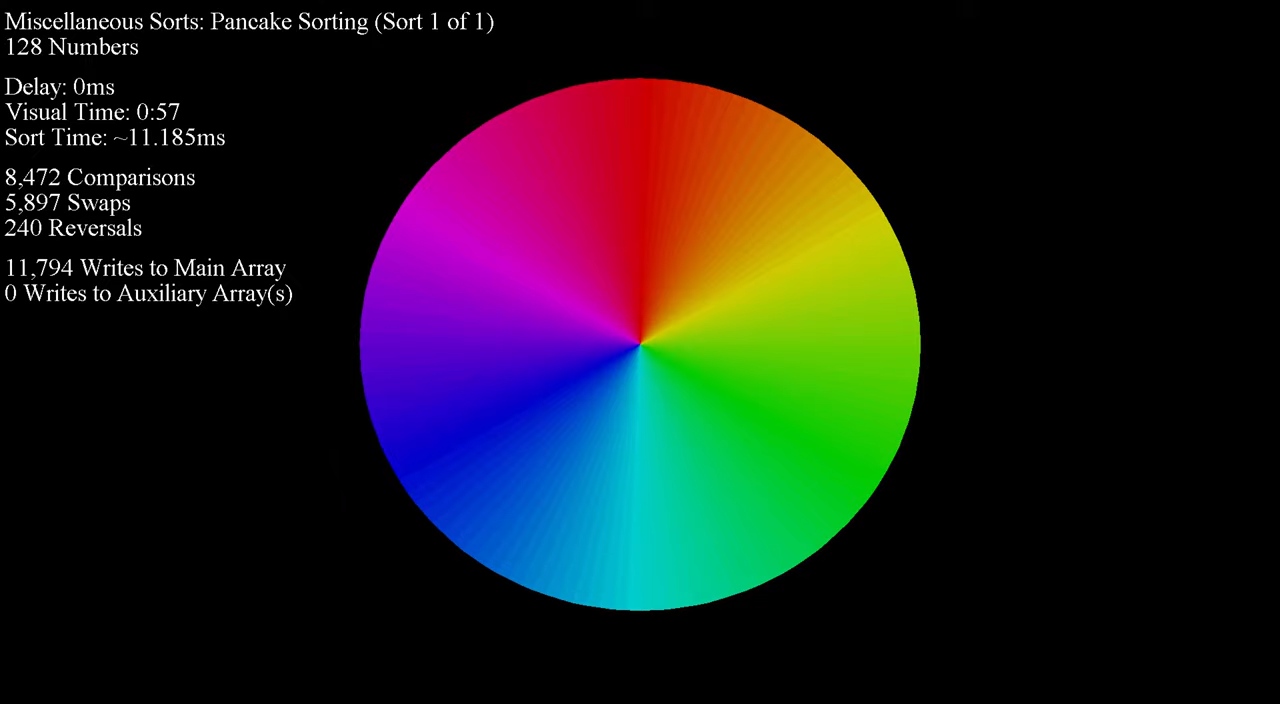 Miscellaneous Sorts: Pancake Sorting (Sort 1 of 1)
128 Numbers
Delay: 0ms
Visual Time: 0:57
Sort Time: ~11.185ms
8,472 Comparisons
5,897 Swaps
240 Reversals
11,794 Writes to Main Array
0 Writes to Auxiliary Array(s)